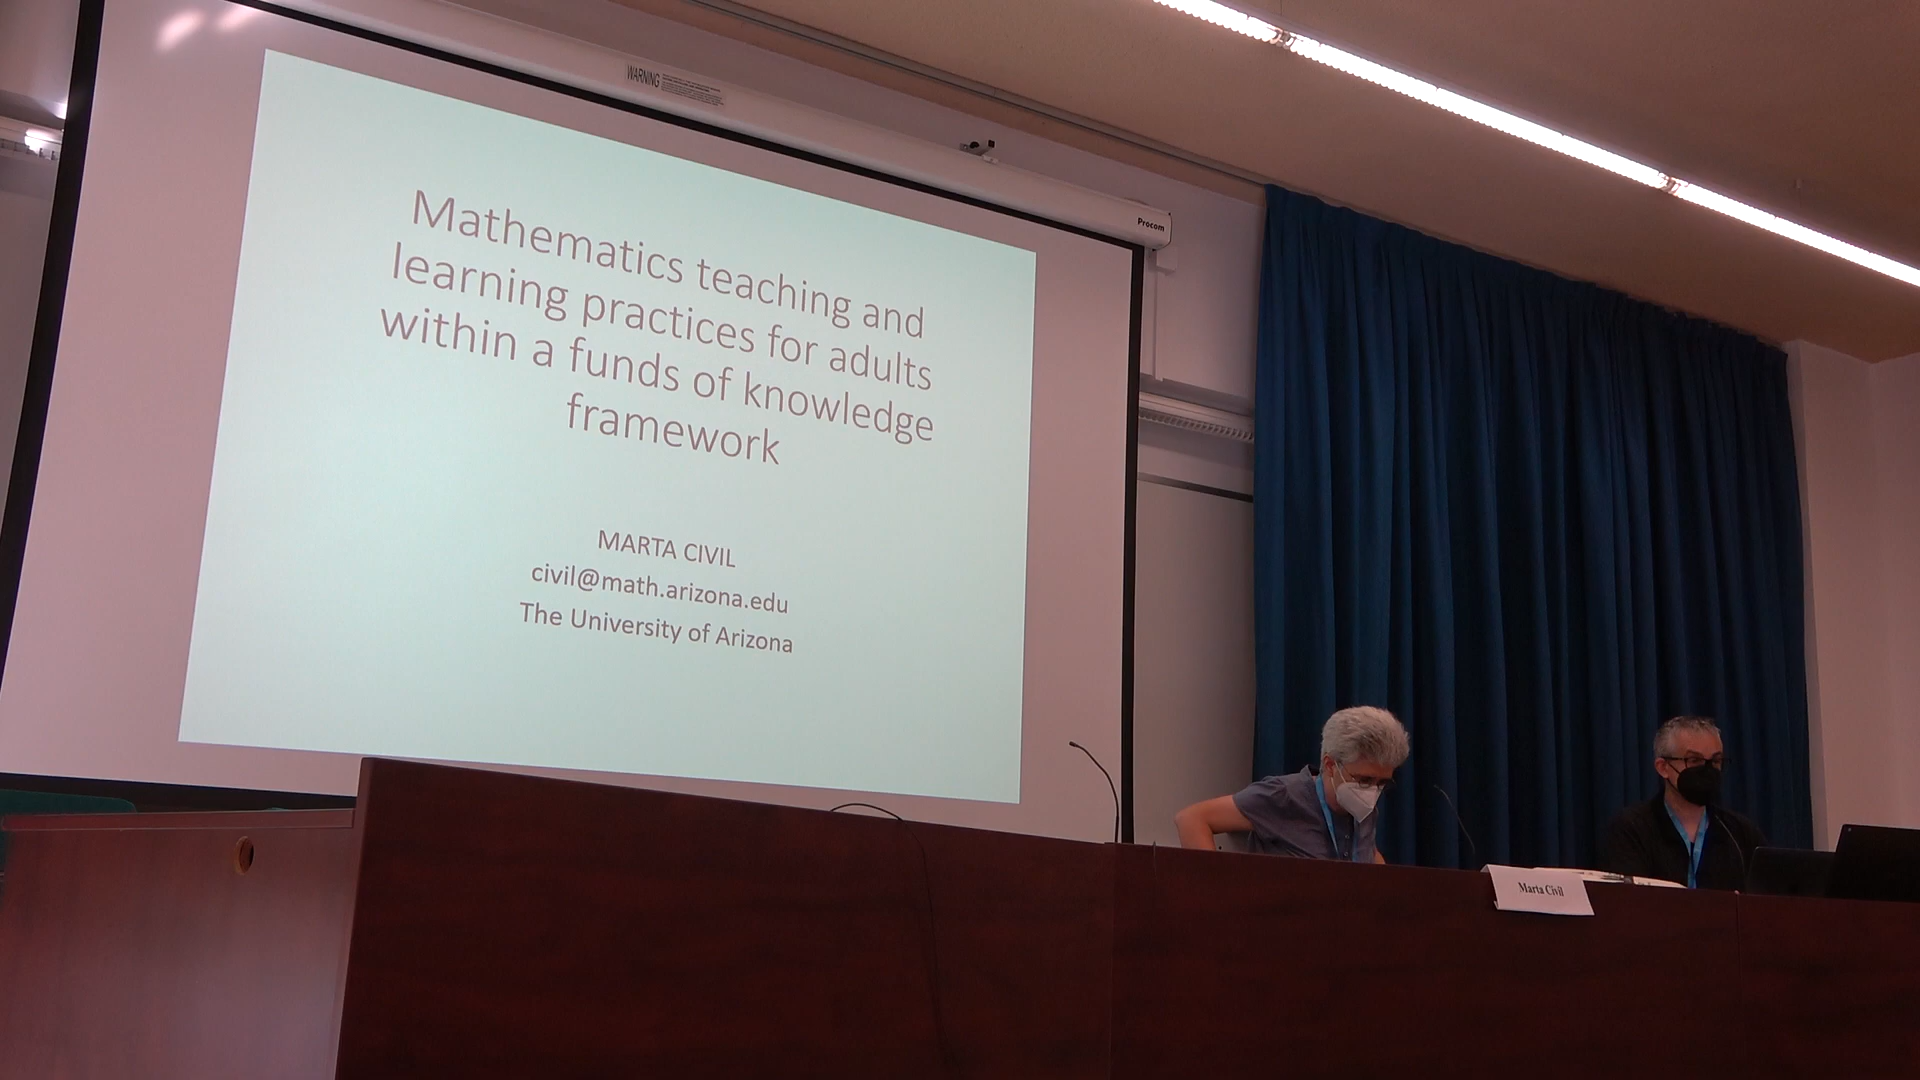 WARNING
Procom
Mathematics teaching and
learning practices for adults
within a funds of knowledge
framework
MARTA CIVIL
civil@math.arizona.edu
The University of Arizona
Marta Civil